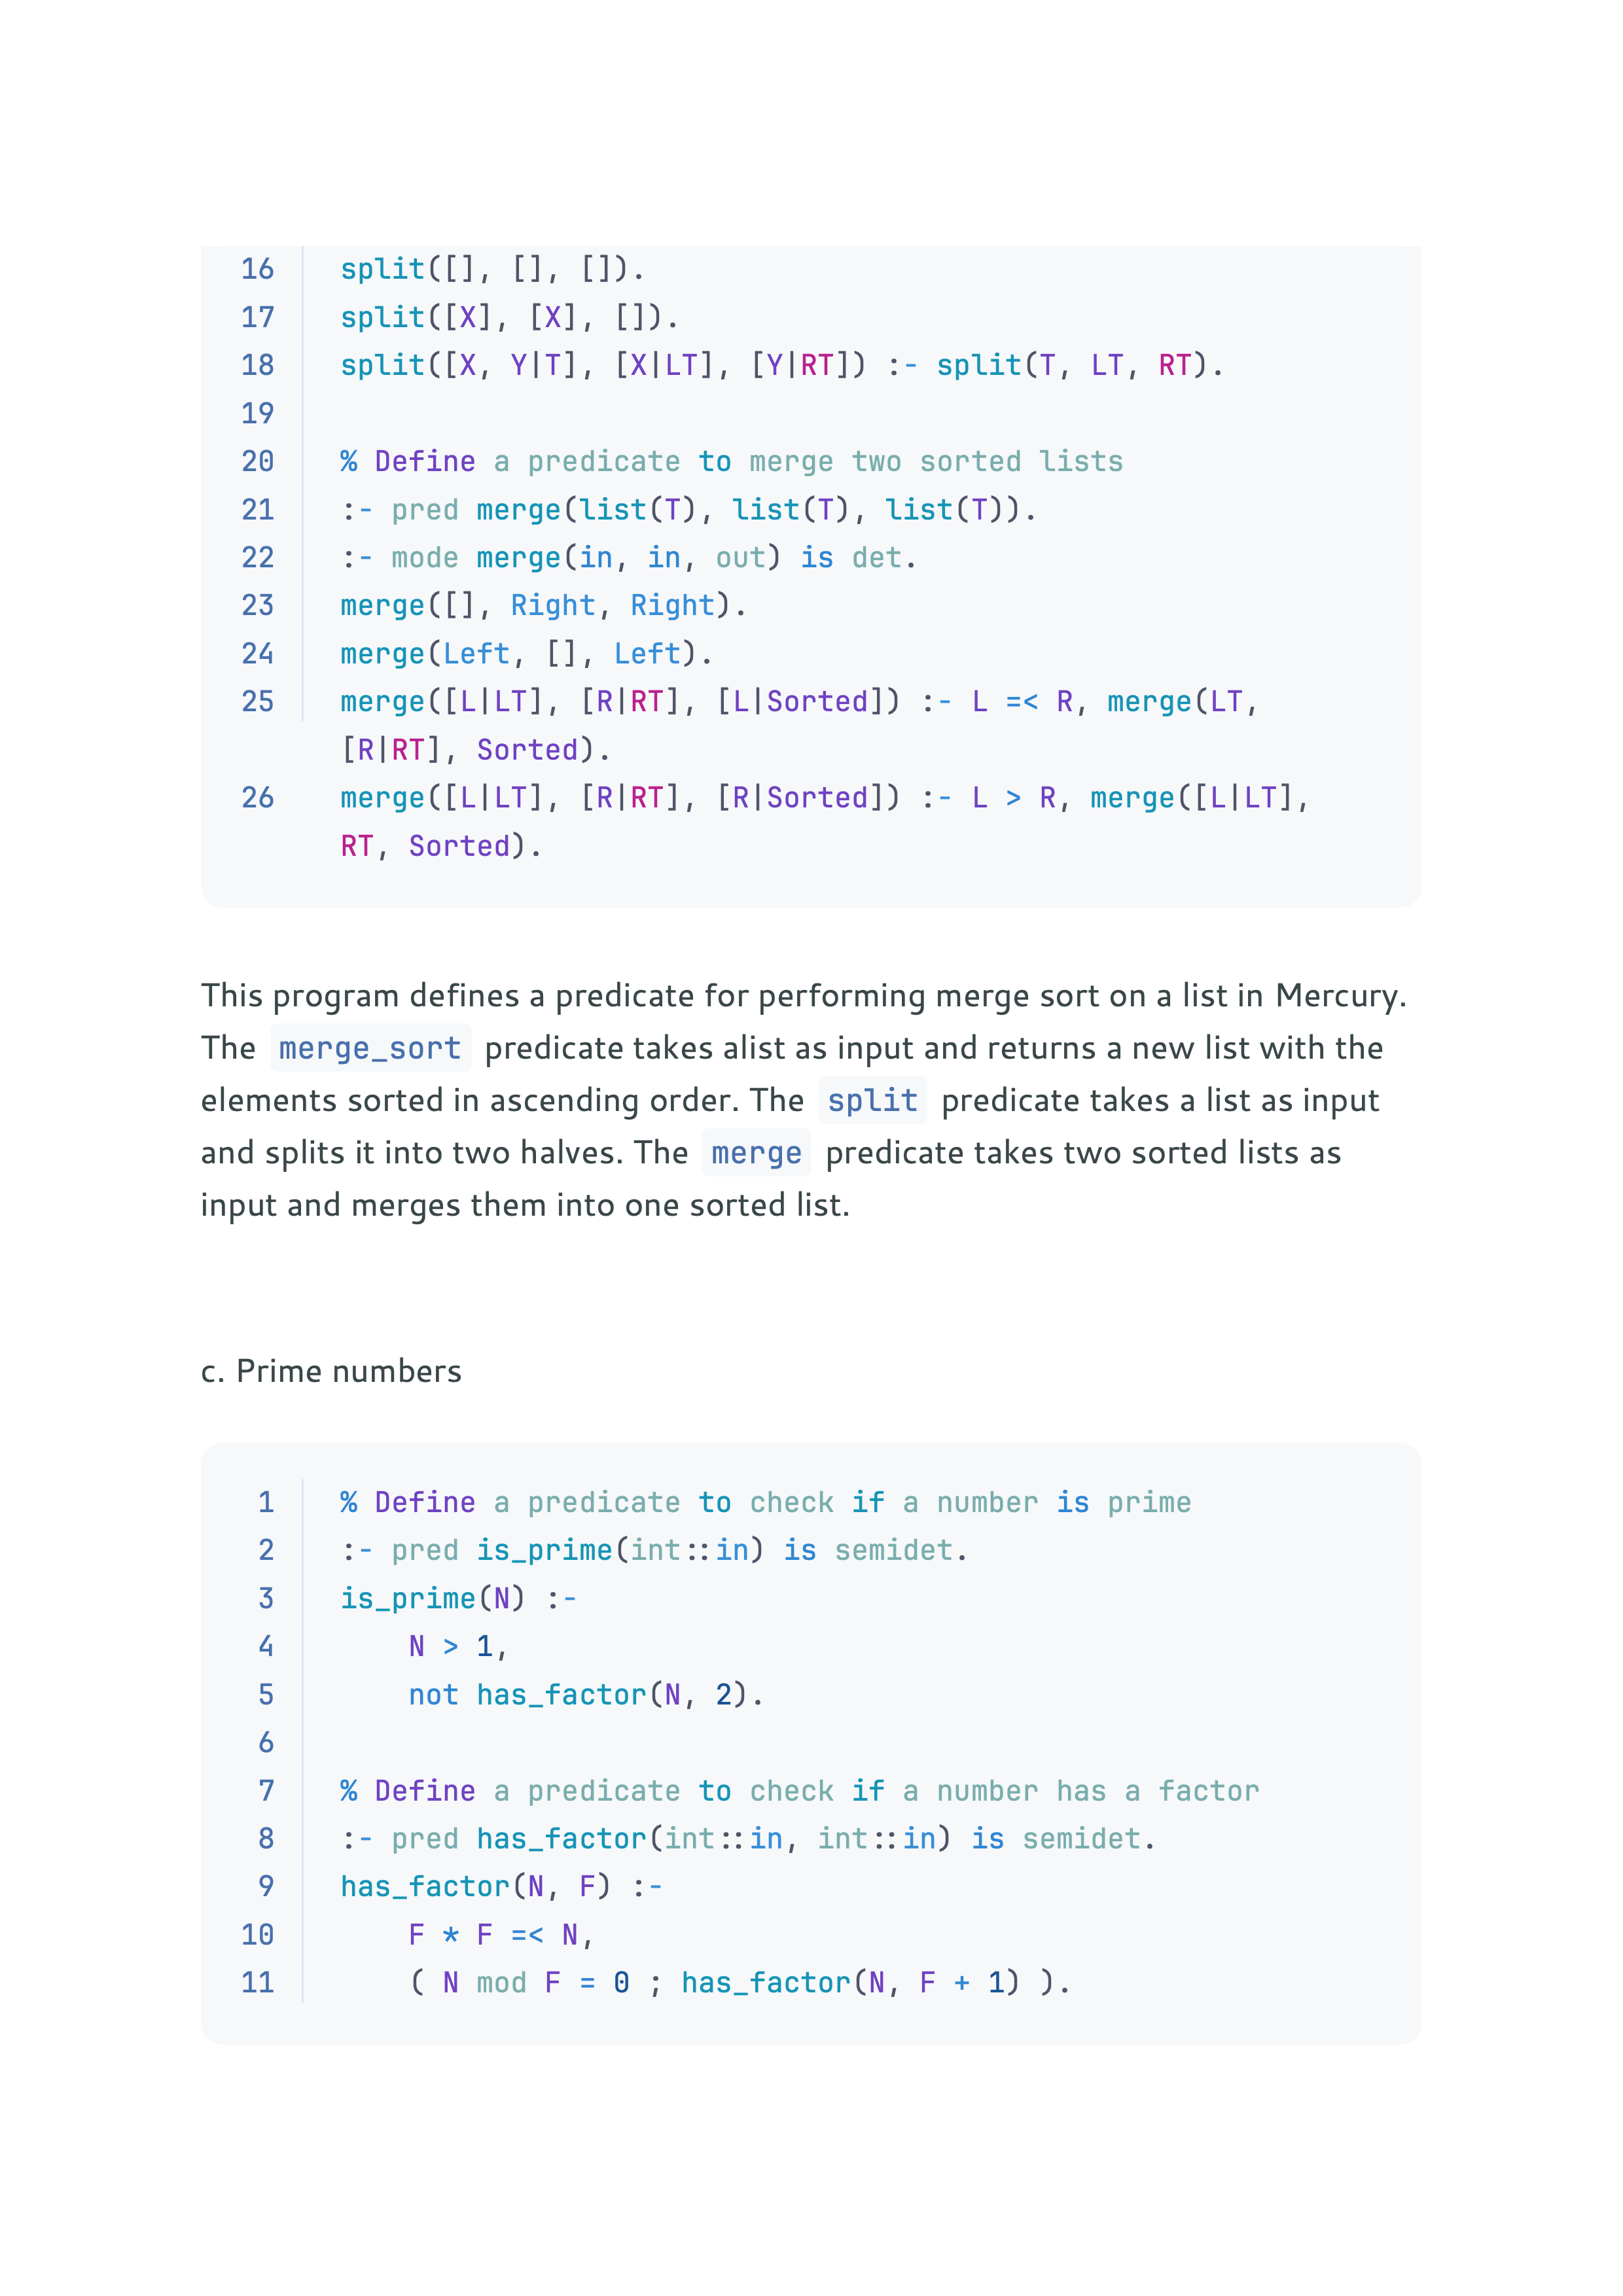 16 split([], [], []).
17 split([X], [X], []).
18 split([X, Y|T], [X|LT], [Y|RT]) :- split(T, LT, RT).
19
20 % Define a predicate to merge two sorted lists
21 :- pred merge(list(T), list(T), list(T)).
22 :- mode merge(in, in, out) is det.
23 merge([], Right, Right).
24 merge(Left, [], Left).
25 merge([L|LT], [R|RT], [L|Sorted]) :- L =< R, merge(LT,
[R|RT], Sorted).
26 merge([L|LT], [R|RT], [R|Sorted]) :- L > R, merge([L|LT],
RT, Sorted).
This program defines a predicate for performing merge sort on a list in Mercury.
The merge_sort predicate takes alist as input and returns a new list with the
elements sorted in ascending order. The split predicate takes a list as input
and splits it into two halves. The merge predicate takes two sorted lists as
input and merges them into one sorted list.
c. Prime numbers
1 % Define a predicate to check if a number is prime
2 :- pred is_prime(int::in) is semidet.
3 is_prime(N) :-
4 N > 1,
5 not has_factor(N, 2).
6
7 % Define a predicate to check if a number has a factor
8 :- pred has_factor(int::in, int::in) is semidet.
9 has_factor(N, F) :-
10 F * F =< N,
11 ( N mod F = 0 ; has_factor(N, F + 1) ).